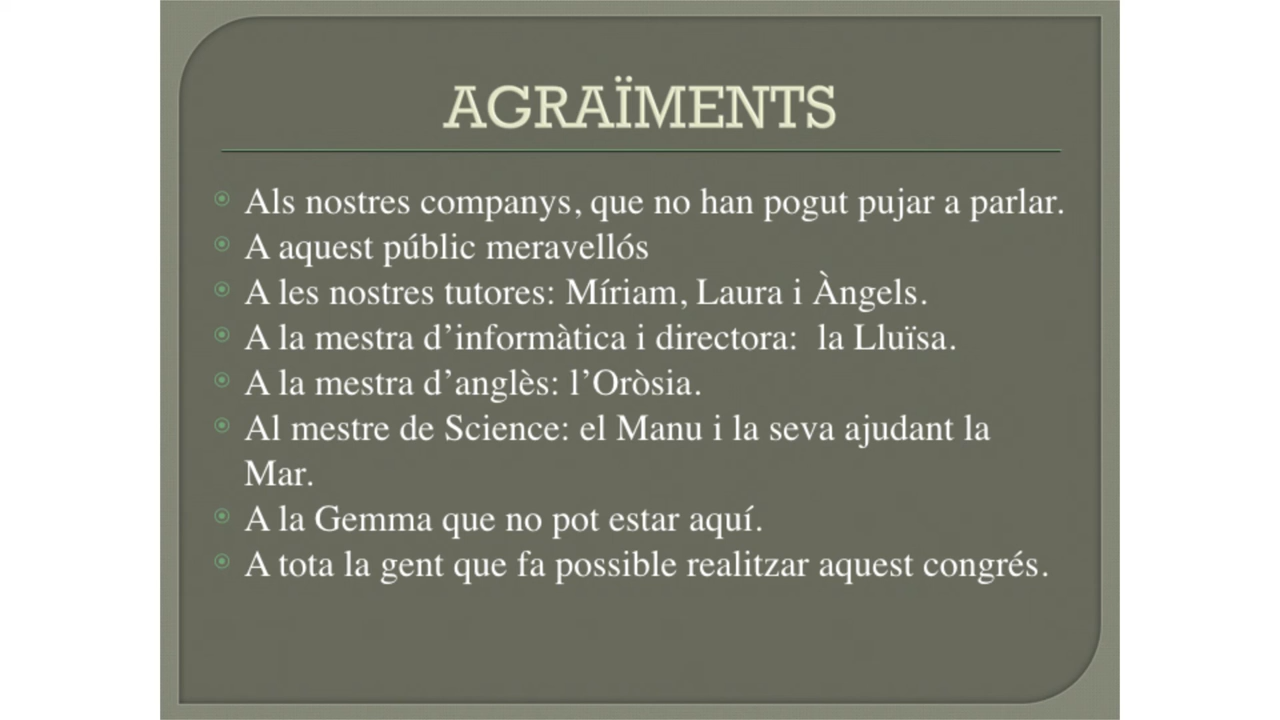 AGRAÏMENTS
Als nostres companys, que no han pogut pujar a parlar.
A aquest públic meravellós
A les nostres tutores: Míriam, Laura i Àngels.
A la mestra d’informàtica i directora:  la Lluïsa.
A la mestra d’anglès: l’Oròsia.
Al mestre de Science: el Manu i la seva ajudant la
Mar.
A la Gemma que no pot estar aquí.
A tota la gent que fa possible realitzar aquest congrés.